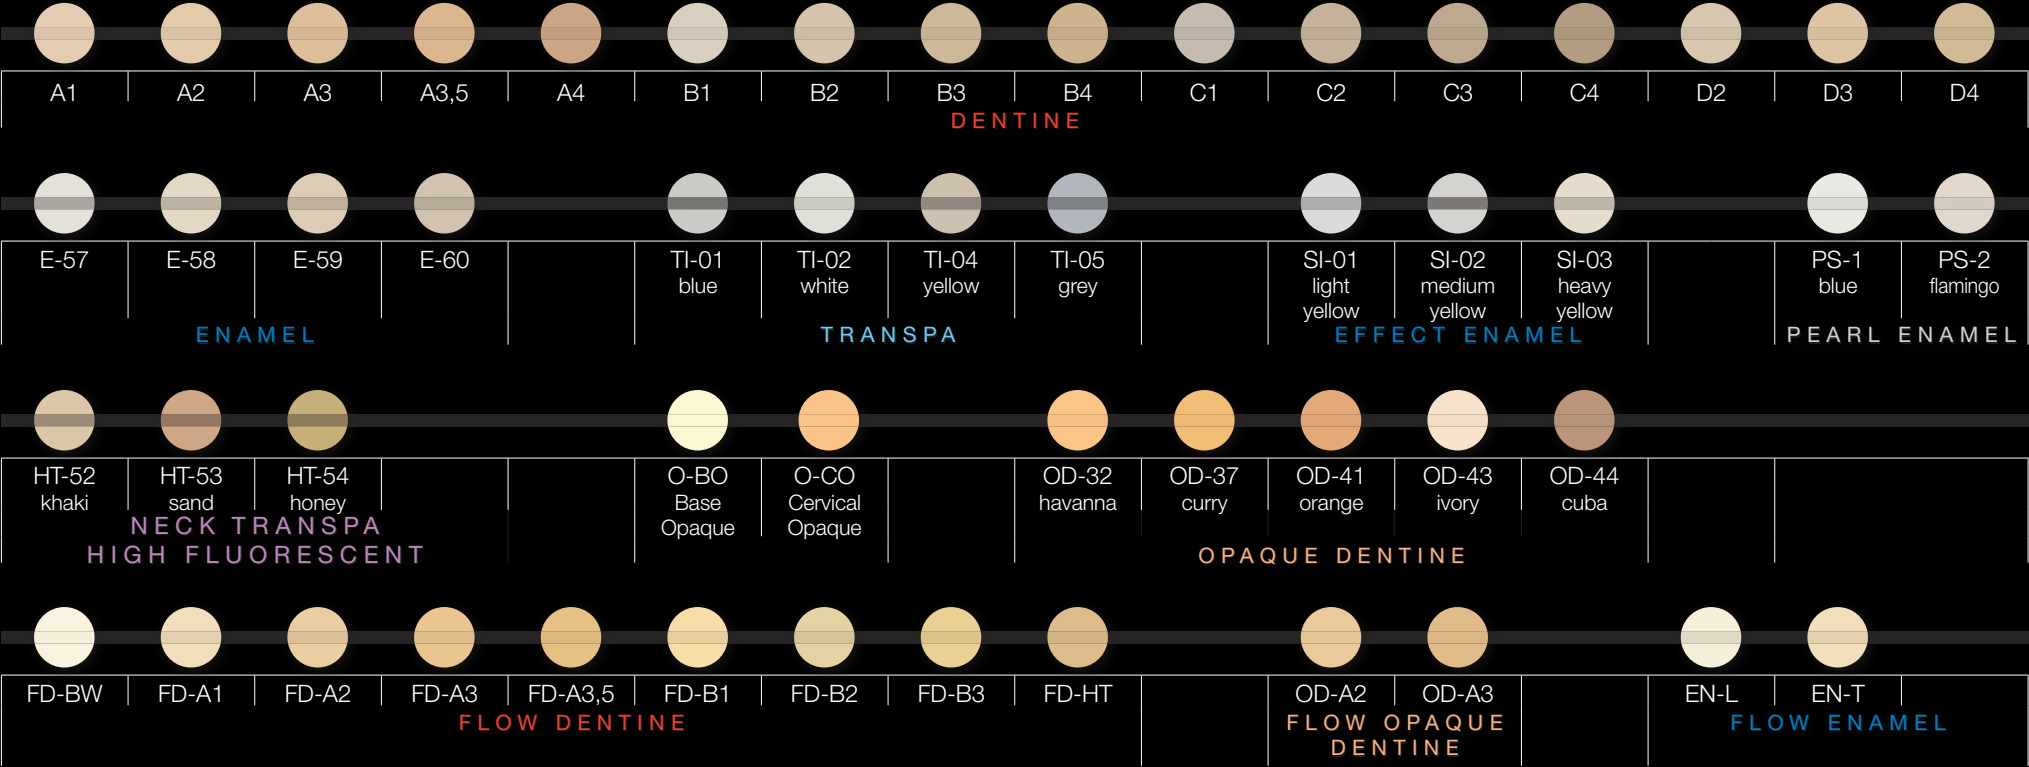 A1 A2 A3 A3,5 A4 B1 B2 B3 B4 C1 C2 C3 C4 D2 D3 D4
DENTINE
E-57 E-58 E-59 E-60 TI-01 TI-02 TI-04 TI-05 SI-01 SI-02 SI-03 PS-1 PS-2
blue white yellow grey light medium heavy blue flamingo
yellow yellow yellow
ENAMEL TRANSPA EFFECT ENAMEL PEARL ENAMEL
HT-52 HT-53 HT-54 O-BO O-CO OD-32 OD-37 OD-41 OD-43 OD-44
khaki sand honey Base Cervical havanna curry orange ivory cuba
NECK TRANSPA Opaque Opaque
HIGH FLUORESCENT OPAQUE DENTINE
FD-BW FD-A1 FD-A2 FD-A3 FD-A3,5 FD-B1 FD-B2 FD-B3 FD-HT OD-A2 OD-A3 EN-L EN-T
FLOW DENTINE FLOW OPAQUE FLOW ENAMEL
DENTINE